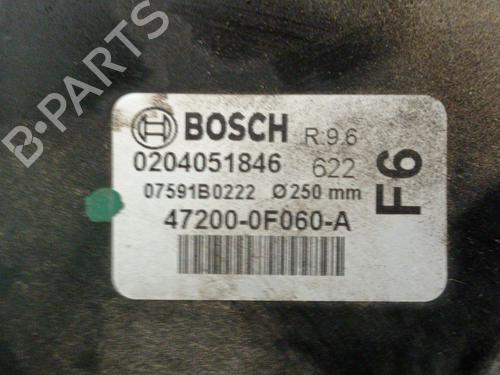 BOSCH R.9.6
0204051846 622
07591B0222 Ø250 mm
47200-0F060-A
F6
B-PARTS